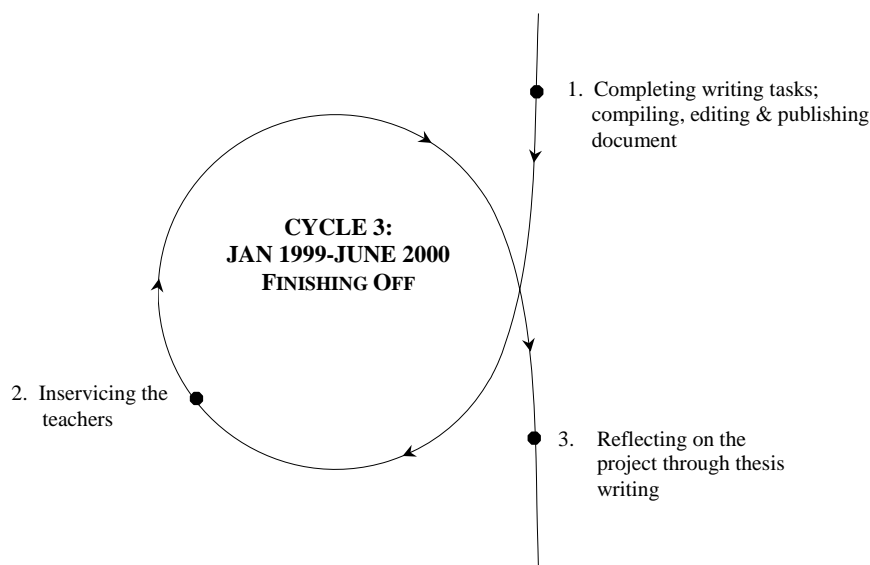 1. Completing writing tasks;
compiling, editing & publishing
document
CYCLE 3:
JAN 1999-JUNE 2000
FINISHING OFF
2. Inservicing the
teachers
3. Reflecting on the
project through thesis
writing